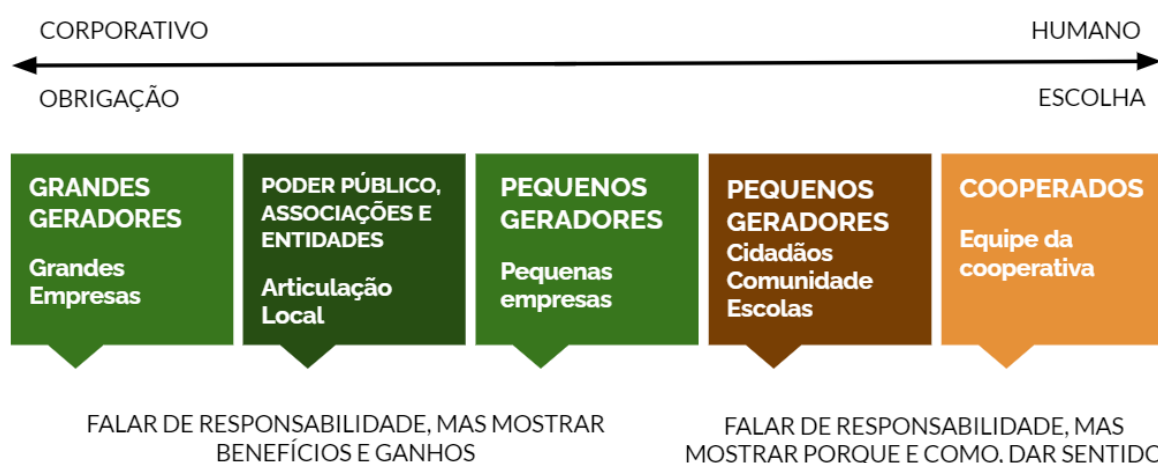 CORPORATIVO
HUMANO
OBRIGAÇÃO
ESCOLHA
GRANDES
GERADORES
Grandes
Empresas
PODER PÚBLICO,
ASSOCIAÇÕES E
ENTIDADES
Articulação
Local
PEQUENOS
GERADORES
Pequenas
empresas
PEQUENOS
GERADORES
Cidadãos
Comunidade
Escolas
COOPERADOS
Equipe da
cooperativa
FALAR DE RESPONSABILIDADE, MAS MOSTRAR
BENEFÍCIOS E GANHOS
FALAR DE RESPONSABILIDADE, MAS
MOSTRAR PORQUE E COMO. DAR SENTIDO